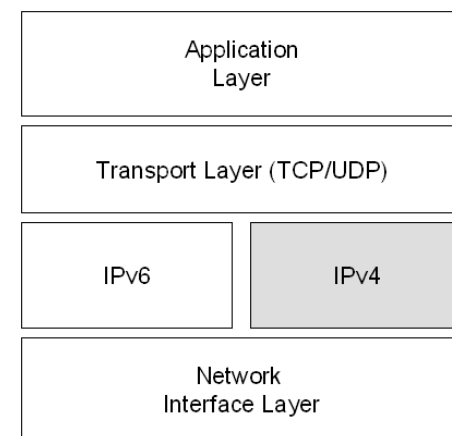 Application
Layer
Transport Layer (TCP/UDP)
IPv6
IPv4
Network
Interface Layer